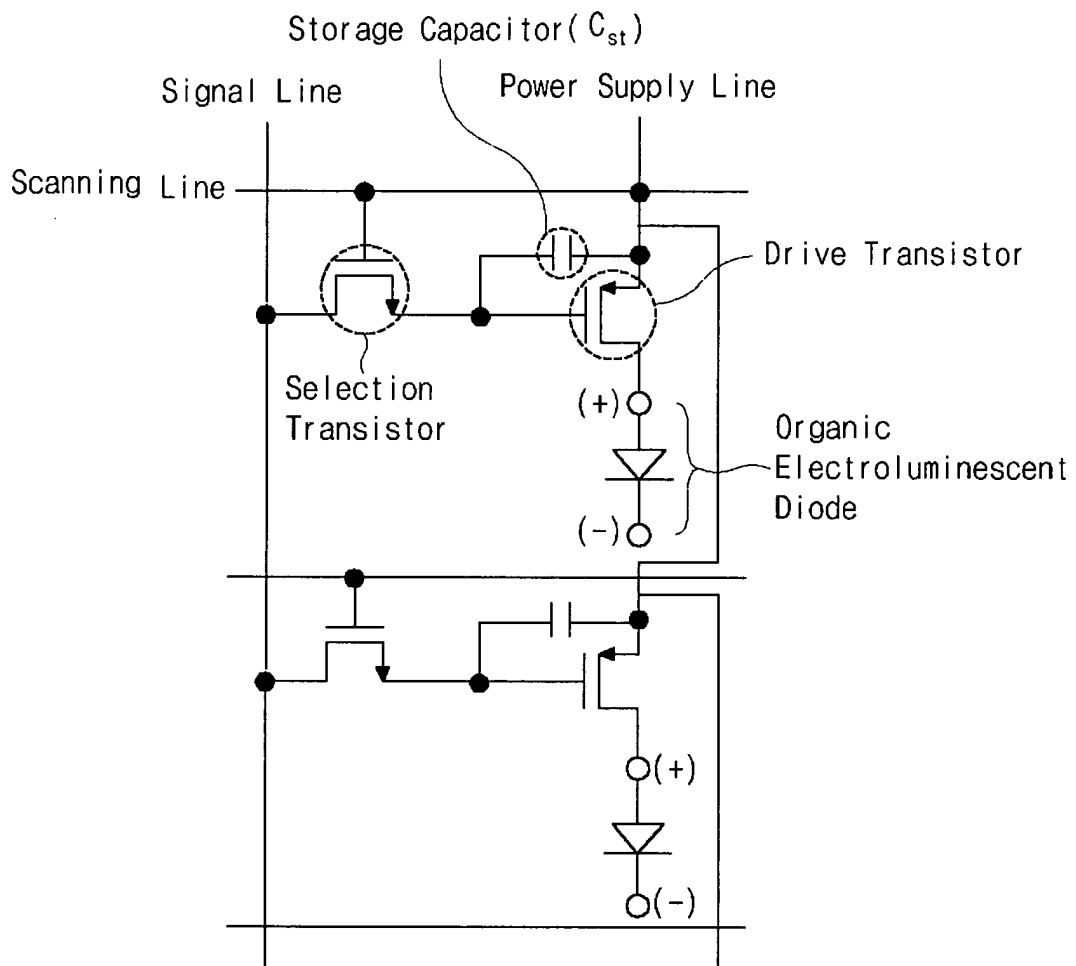 Storage Capacitor(Cst)
Signal Line
Power Supply Line
Scanning Line
Drive Transistor
Selection
Transistor
(+)
Organic
Electroluminescent
Diode
(-)
(+)
(-)